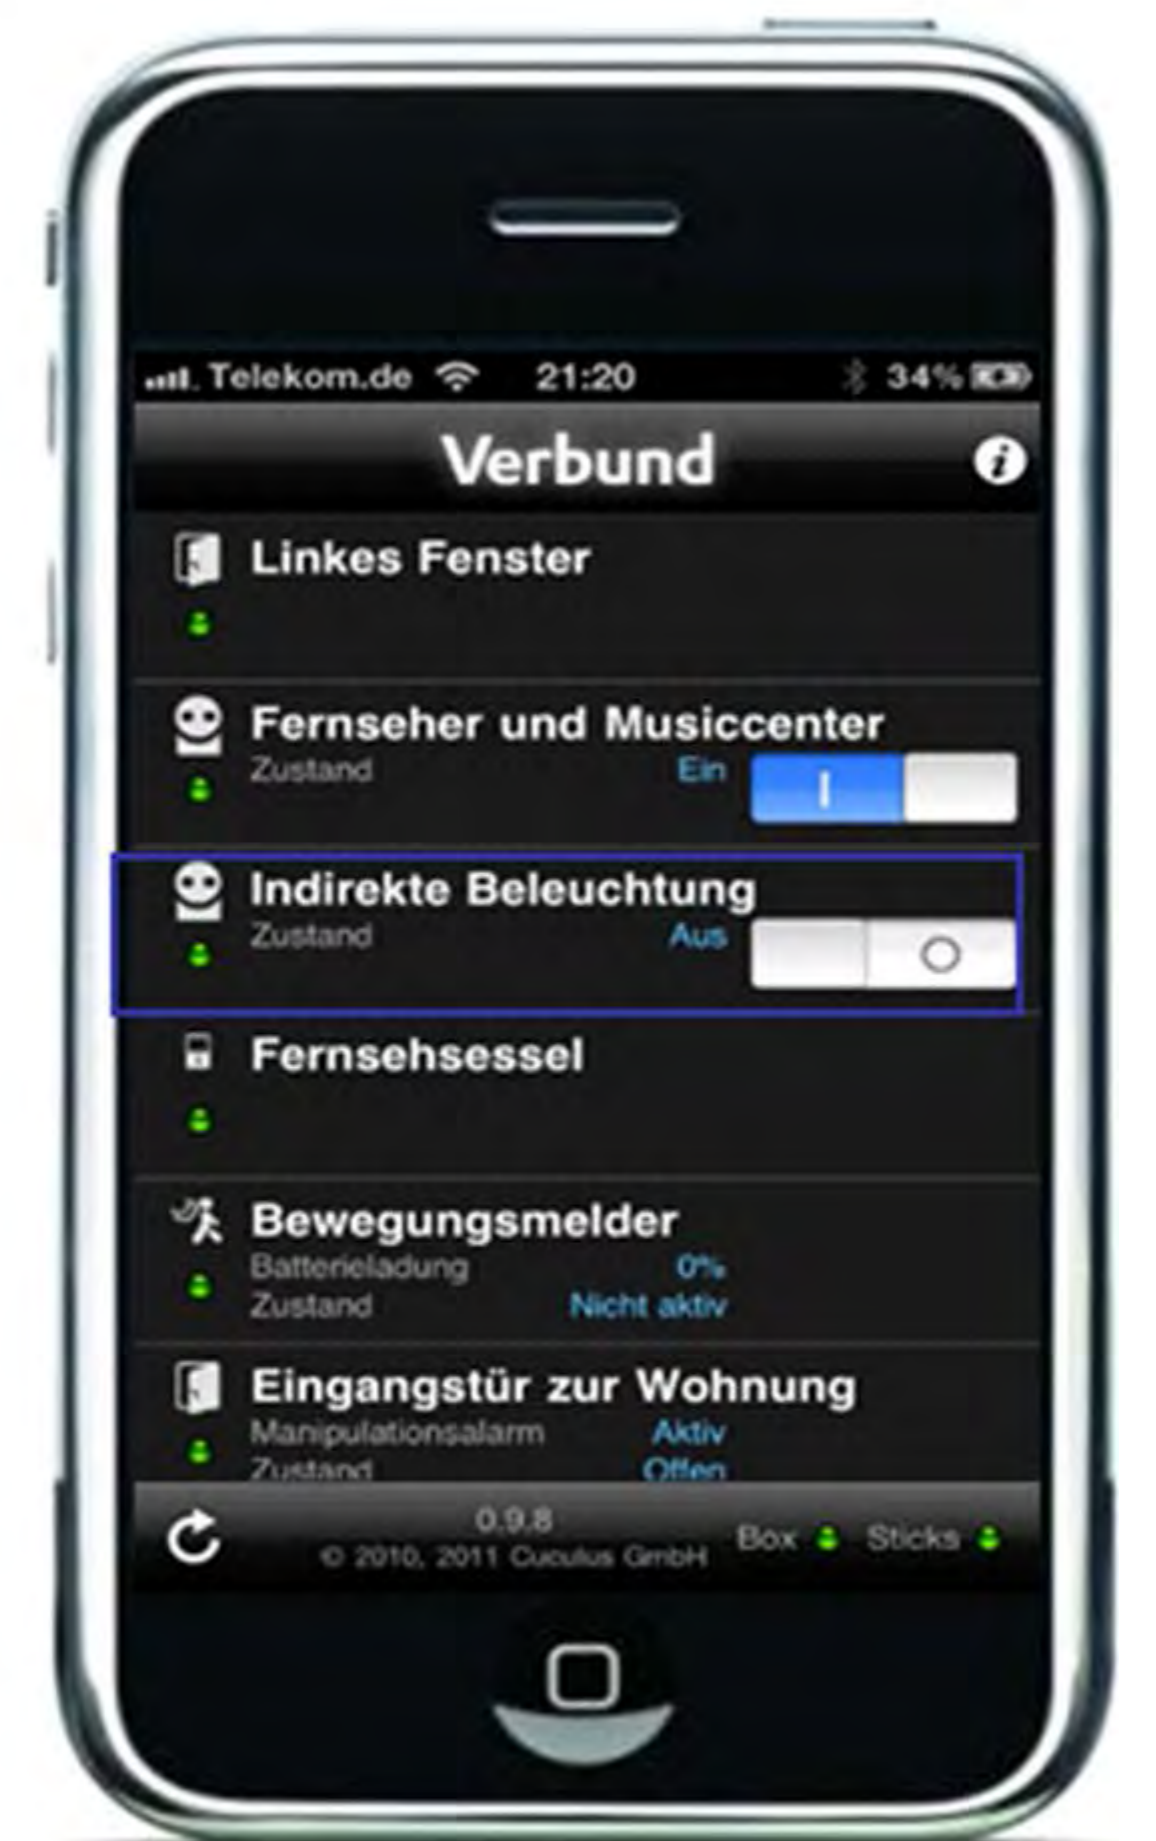 Telekom.de 21:20 34%
Verbund
Linkes Fenster
Fernseher und Musiccenter
Zustand Ein
Indirekte Beleuchtung
Zustand Aus
Fernsehsessel
Bewegungsmelder
Batterieladung 0%
Zustand Nicht aktiv
Eingangstür zur Wohnung
Manipulationsalarm Aktiv
Zustand Offen
0.9.8
© 2010, 2011 Cuculus GmbH
Box Sticks